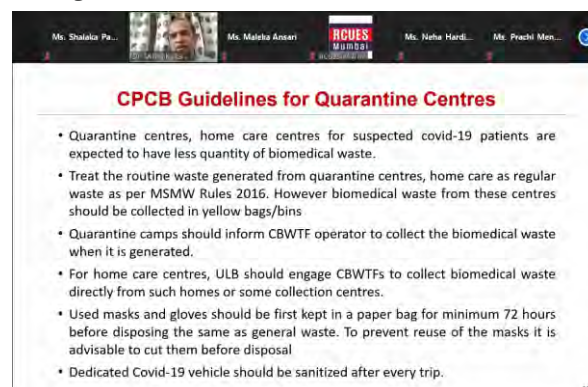 Ms. Shalaka Pa... Ms. Maleka Ansari RCUES Mumbai Ms. Neha Hardi... Ms. Prachi Men...
CPCB Guidelines for Quarantine Centres
• Quarantine centres, home care centres for suspected covid-19 patients are
expected to have less quantity of biomedical waste.
• Treat the routine waste generated from quarantine centres, home care as regular
waste as per MSMW Rules 2016. However biomedical waste from these centres
should be collected in yellow bags/bins
• Quarantine camps should inform CBWTF operator to collect the biomedical waste
when it is generated.
• For home care centres, ULB should engage CBWTFs to collect biomedical waste
directly from such homes or some collection centres.
• Used masks and gloves should be first kept in a paper bag for minimum 72 hours
before disposing the same as general waste. To prevent reuse of the masks it is
advisable to cut them before disposal
• Dedicated Covid-19 vehicle should be sanitized after every trip.